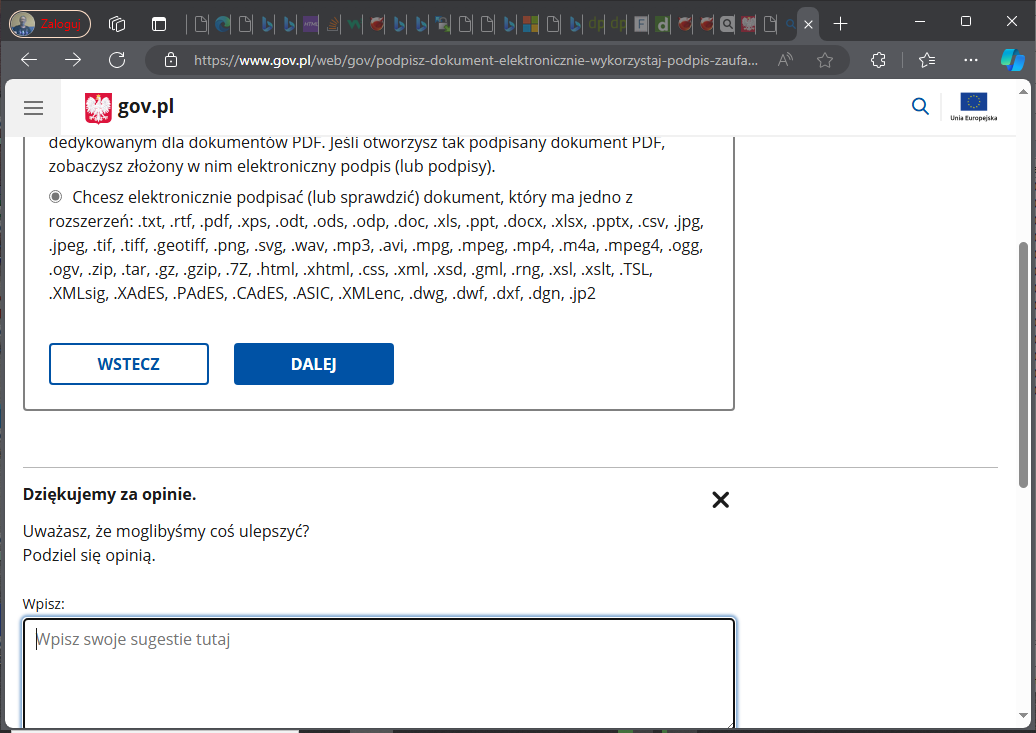 Zaloguj
https://www.gov.pl/web/gov/podpisz-dokument-elektronicznie-wykorzystaj-podpis-zaufa...
gov.pl
Unia Europejska
dedykowanym dla dokumentów PDF. Jeśli otworzysz tak podpisany dokument PDF,
zobaczysz złożony w nim elektroniczny podpis (lub podpisy).
Chcesz elektronicznie podpisać (lub sprawdzić) dokument, który ma jedno z
rozszerzeń: .txt, .rtf, .pdf, .xps, .odt, .ods, .odp, .doc, .xls, .ppt, .docx, .xlsx, .pptx, .csv, .jpg,
.jpeg, .tif, .tiff, .geotiff, .png, .svg, .wav, .mp3, .avi, .mpg, .mpeg, .mp4, .m4a, .mpeg4, .ogg,
.ogv, .zip, .tar, .gz, .gzip, .7Z, .html, .xhtml, .css, .xml, .xsd, .gml, .rng, .xsl, .xslt, .TSL,
.XMLsig, .XAdES, .PAdES, .CAdES, .ASIC, .XMLenc, .dwg, .dwf, .dxf, .dgn, .jp2
WSTECZ
DALEJ
Dziękujemy za opinie.
Uważasz, że moglibyśmy coś ulepszyć?
Podziel się opinią.
Wpisz:
Wpisz swoje sugestie tutaj